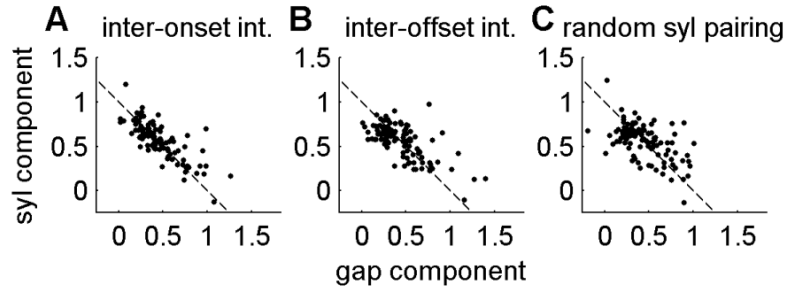 A inter-onset int. B inter-offset int. C random syl pairing
1.5 1.5 1.5
1 1 1
0.5 0.5 0.5
0 0 0
syl component
0 0.5 1 1.5 0 0.5 1 1.5 0 0.5 1 1.5
gap component